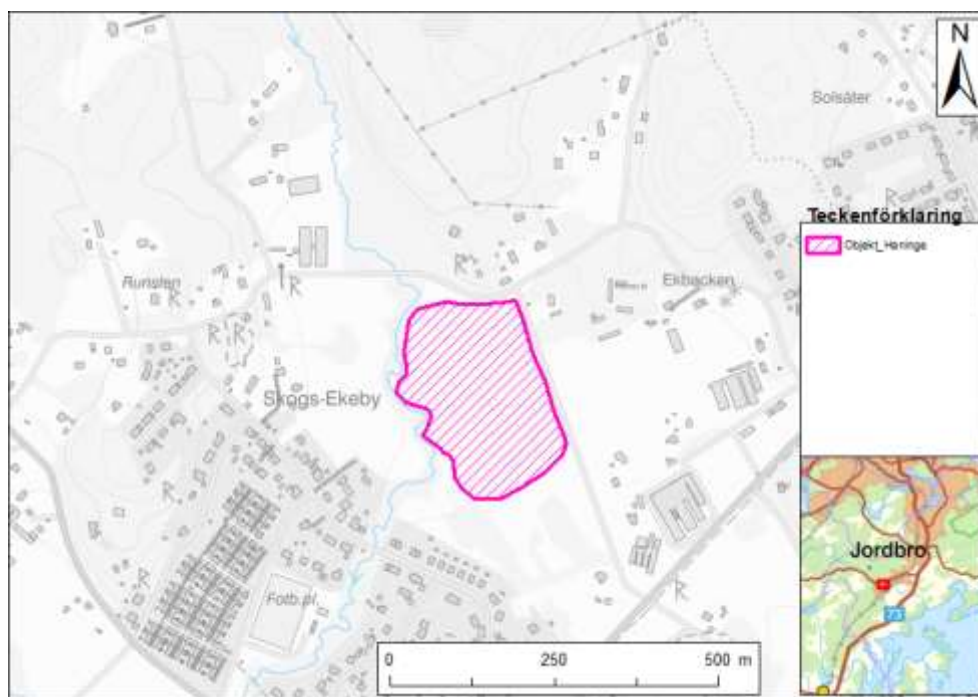 N
Solsäter
Teckenförklaring
Objekt_Haninge
Runsten
R
Ekbacken
R
R R
Skogs-Ekeby
R
R
R
Fotb.pl.
Jordbro
73
0 250 500 m